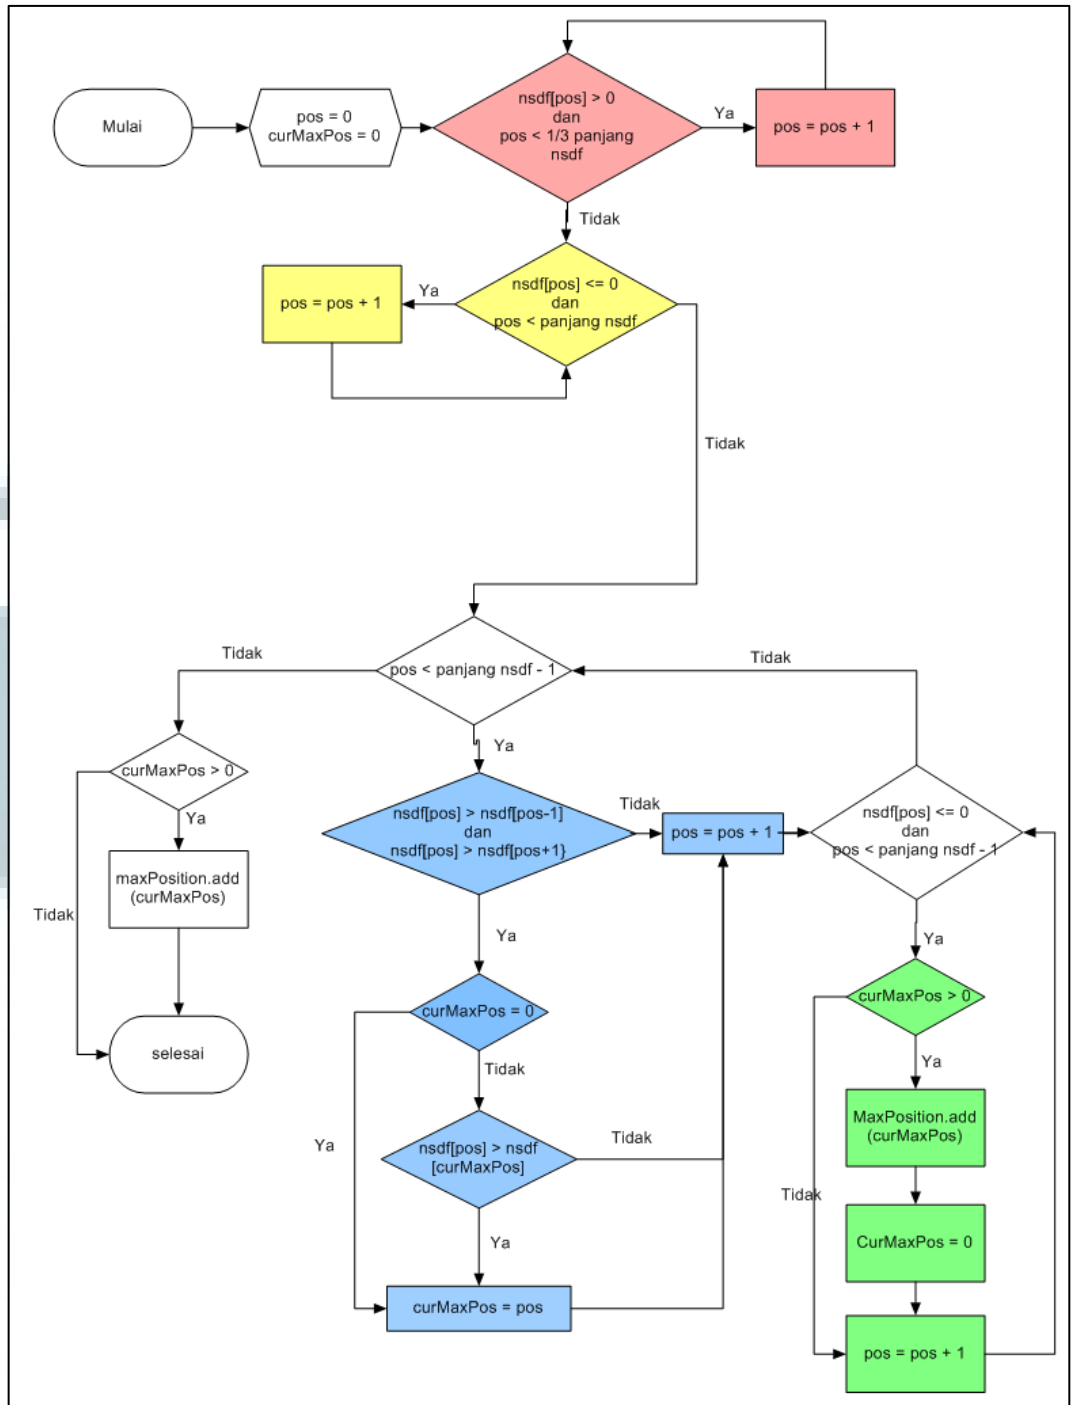 Mulai
pos = 0
curMaxPos = 0
nsdf[pos] > 0
dan
pos < 1/3 panjang
nsdf
Ya
pos = pos + 1
Tidak
nsdf[pos] <= 0
dan
pos < panjang nsdf
Ya
pos = pos + 1
Tidak
pos < panjang nsdf - 1
Tidak
Tidak
Ya
curMaxPos > 0
Ya
maxPosition.add
(curMaxPos)
Tidak
selesai
nsdf[pos] > nsdf[pos-1]
dan
nsdf[pos] > nsdf[pos+1}
Tidak
pos = pos + 1
nsdf[pos] <= 0
dan
pos < panjang nsdf - 1
Ya
Ya
curMaxPos = 0
Tidak
Ya
nsdf[pos] > nsdf
[curMaxPos]
Tidak
Ya
curMaxPos = pos
curMaxPos > 0
Ya
MaxPosition.add
(curMaxPos)
Tidak
CurMaxPos = 0
pos = pos + 1